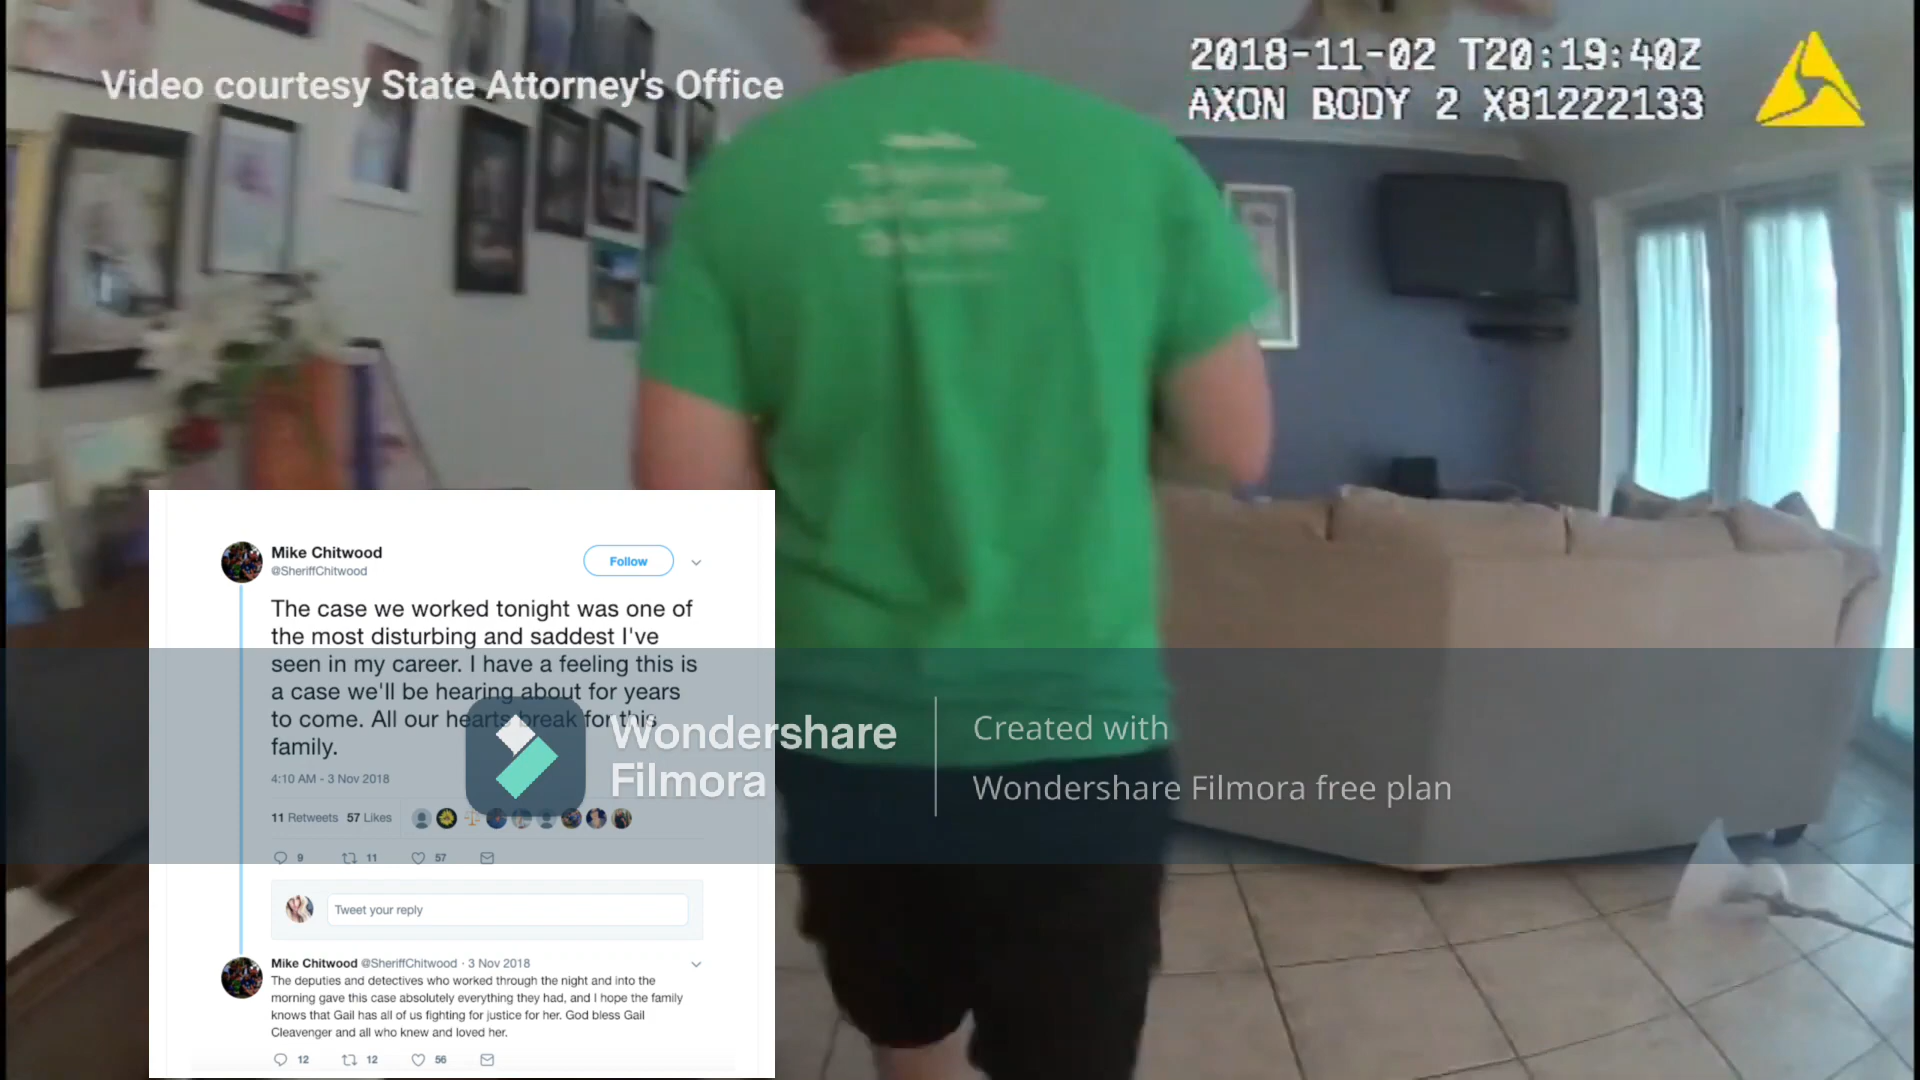 Video courtesy State Attorney's Office
2018-11-02 T20:19:40Z
AXON BODY 2 X81222133
Mike Chitwood
@SheriffChitwood
Follow
The case we worked tonight was one of
the most disturbing and saddest I've
seen in my career. I have a feeling this is
a case we'll be hearing about for years
to come. All our hearts break for this
family.
4:10 AM - 3 Nov 2018
11 Retweets 57 Likes
9 11 57
Tweet your reply
Mike Chitwood @SheriffChitwood · 3 Nov 2018
The deputies and detectives who worked through the night and into the
morning gave this case absolutely everything they had, and I hope the family
knows that Gail has all of us fighting for justice for her. God bless Gail
Cleavenger and all who knew and loved her.
12 12 56
Wondershare
Filmora
Created with
Wondershare Filmora free plan